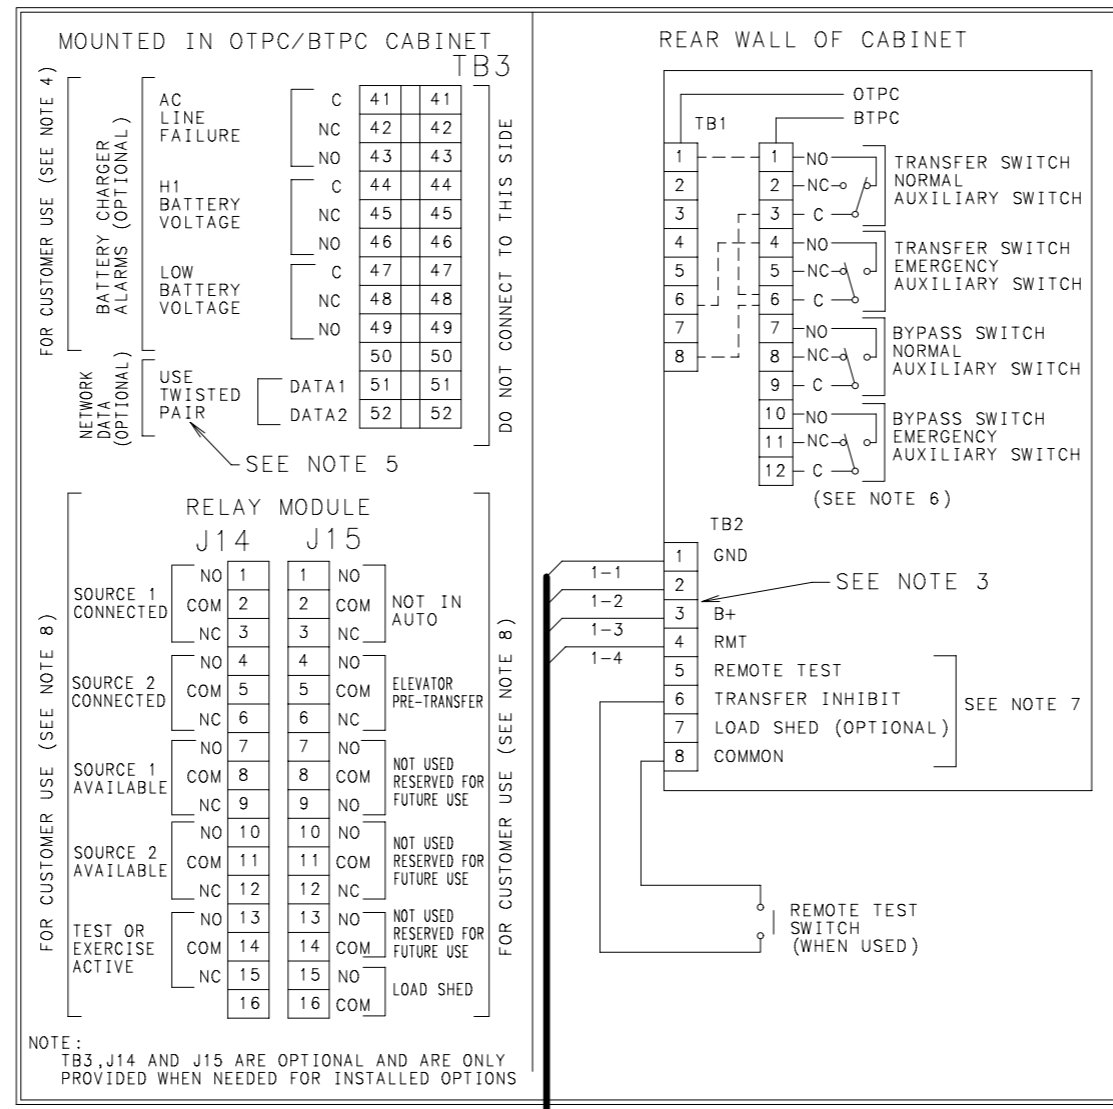 MOUNTED IN OTPC/BTPC CABINET
TB3
FOR CUSTOMER USE (SEE NOTE 4)
BATTERY CHARGER
ALARMS (OPTIONAL)
AC
LINE
FAILURE
C 41 41
NC 42 42
NO 43 43
H1
BATTERY
VOLTAGE
C 44 44
NC 45 45
NO 46 46
LOW
BATTERY
VOLTAGE
C 47 47
NC 48 48
NO 49 49
50 50
NETWORK
DATA
(OPTIONAL)
USE
TWISTED
PAIR
DATA1 51 51
DATA2 52 52
DO NOT CONNECT TO THIS SIDE
SEE NOTE 5
RELAY MODULE
J14 J15
FOR CUSTOMER USE (SEE NOTE 8)
SOURCE 1
CONNECTED
NO 1
COM 2
NC 3
SOURCE 2
CONNECTED
NO 4
COM 5
NC 6
SOURCE 1
AVAILABLE
NO 7
COM 8
NC 9
SOURCE 2
AVAILABLE
NO 10
COM 11
NC 12
TEST OR
EXERCISE
ACTIVE
NO 13
COM 14
NC 15
16
1 NO
2 COM
3 NC
NOT IN
AUTO
4 NO
5 COM
6 NC
ELEVATOR
PRE-TRANSFER
7 NO
8 COM
9 NO
NOT USED
RESERVED FOR
FUTURE USE
10 NO
11 COM
12 NC
NOT USED
RESERVED FOR
FUTURE USE
13 NO
14 COM
NOT USED
RESERVED FOR
FUTURE USE
15 NO
16 COM
LOAD SHED
FOR CUSTOMER USE (SEE NOTE 8)
NOTE:
TB3,J14 AND J15 ARE OPTIONAL AND ARE ONLY
PROVIDED WHEN NEEDED FOR INSTALLED OPTIONS
REAR WALL OF CABINET
OTPC
BTPC
TB1
1
2
3
4
5
6
7
8
1 NO
2 NC
3 C
TRANSFER SWITCH
NORMAL
AUXILIARY SWITCH
4 NO
5 NC
6 C
TRANSFER SWITCH
EMERGENCY
AUXILIARY SWITCH
7 NO
8 NC
9 C
BYPASS SWITCH
NORMAL
AUXILIARY SWITCH
10 NO
11 NC
12 C
BYPASS SWITCH
EMERGENCY
AUXILIARY SWITCH
(SEE NOTE 6)
TB2
1-1 1 GND
1-2 2
SEE NOTE 3
1-3 3 B+
1-4 4 RMT
5 REMOTE TEST
6 TRANSFER INHIBIT
7 LOAD SHED (OPTIONAL)
8 COMMON
SEE NOTE 7
REMOTE TEST
SWITCH
(WHEN USED)